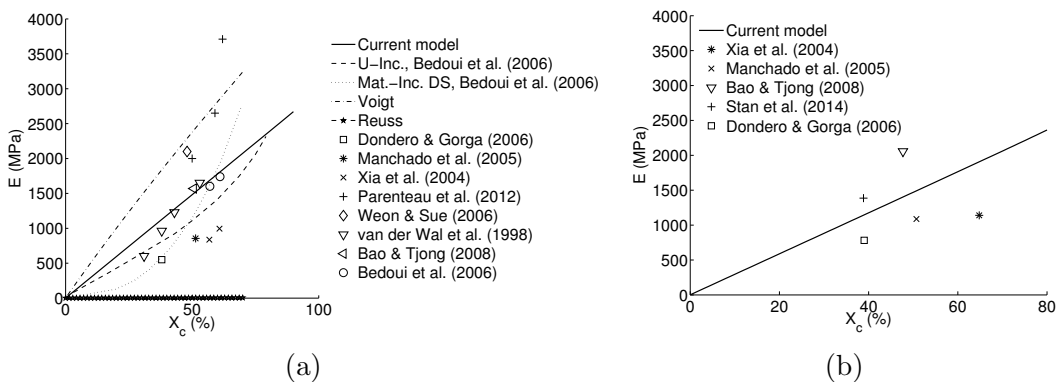 4000
3500
3000
2500
2000
1500
1000
500
0
E (MPa)
0
50
100
X_c (%)
Current model
U−Inc., Bedoui et al. (2006)
Mat.−Inc. DS, Bedoui et al. (2006)
Voigt
Reuss
Dondero & Gorga (2006)
Manchado et al. (2005)
Xia et al. (2004)
Parenteau et al. (2012)
Weon & Sue (2006)
van der Wal et al. (1998)
Bao & Tjong (2008)
Bedoui et al. (2006)
(a)
4000
3500
3000
2500
2000
1500
1000
500
0
E (MPa)
0
20
40
60
80
X_c (%)
Current model
Xia et al. (2004)
Manchado et al. (2005)
Bao & Tjong (2008)
Stan et al. (2014)
Dondero & Gorga (2006)
(b)